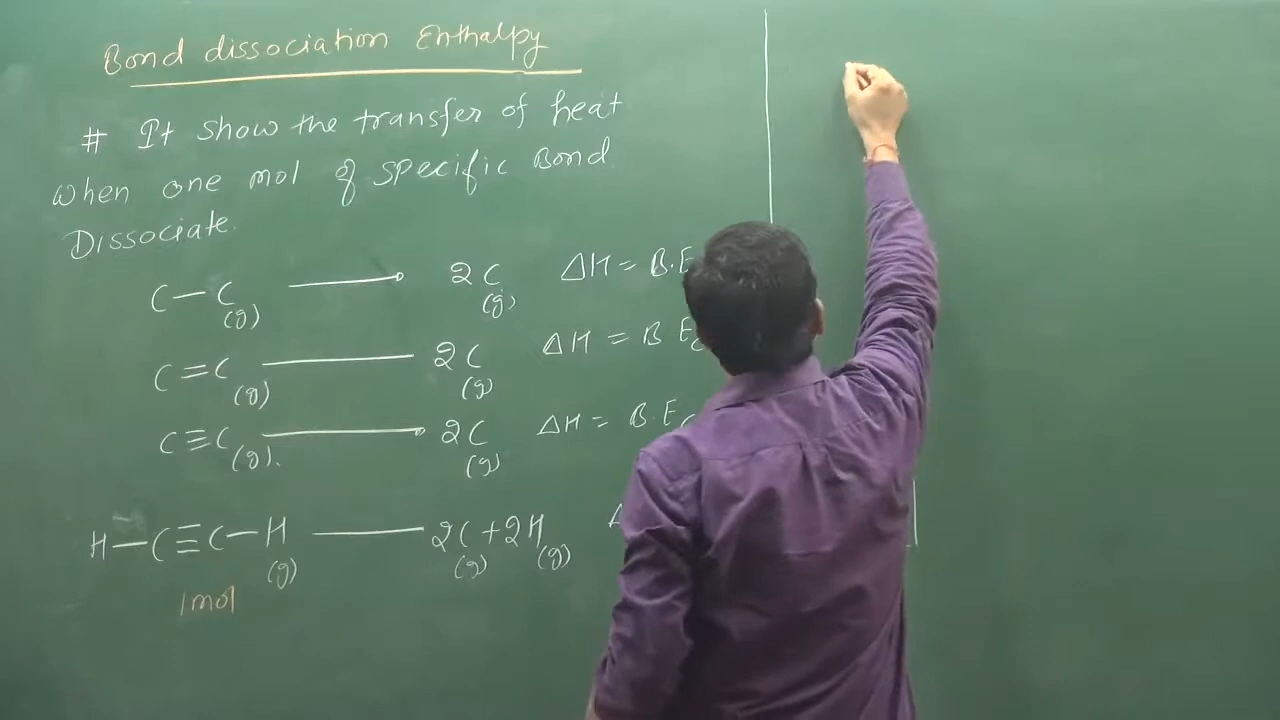 Bond dissociation Enthalpy
# It show the transfer of heat
when one mol of specific Bond
Dissociate.
C－C(g) ⟶ 2C(g) ΔH = B.E
C=C(g) — 2C(g) ΔH = B E
C≡C(g). ⟶ 2C(g) ΔH = B.E
H－C≡C－H(g) — 2C(g) + 2H(g)
1mol